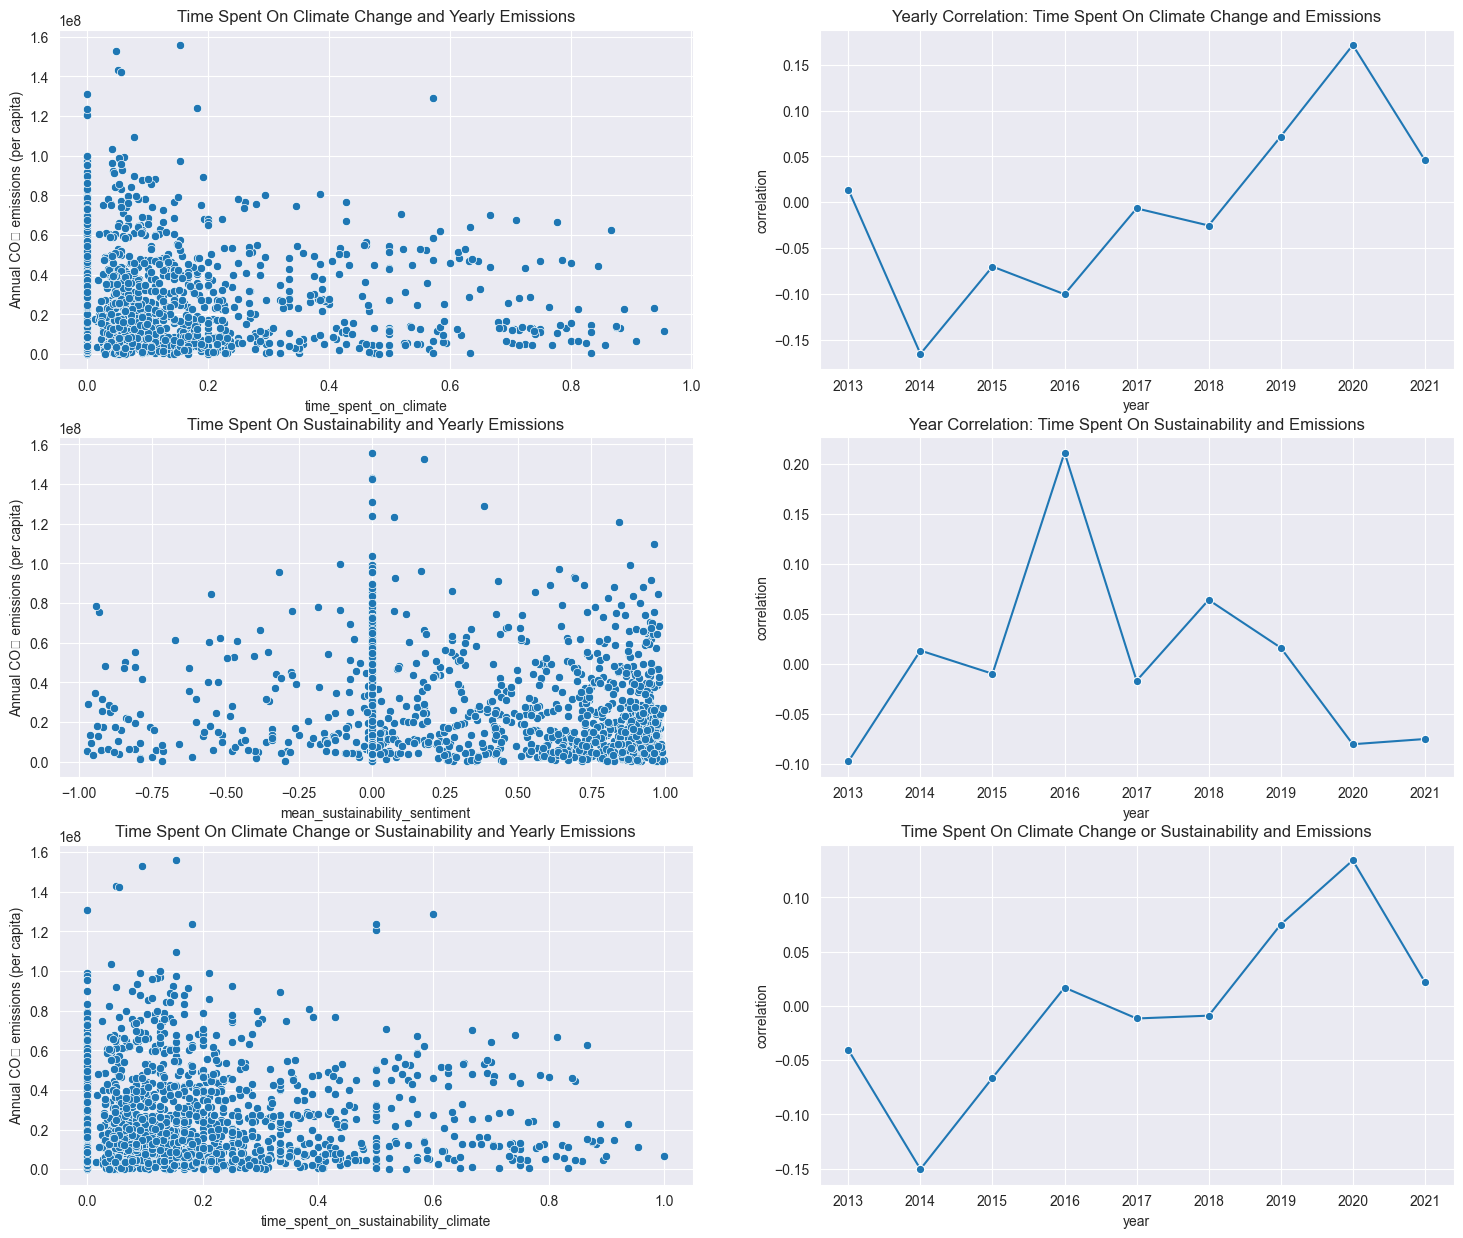 Time Spent On Climate Change and Yearly Emissions
1e8
1.6
1.4
1.2
1.0
0.8
0.6
0.4
0.2
0.0
Annual CO▯ emissions (per capita)
0.0 0.2 0.4 0.6 0.8 1.0
time_spent_on_climate
Yearly Correlation: Time Spent On Climate Change and Emissions
0.15
0.10
0.05
0.00
−0.05
−0.10
−0.15
correlation
2013 2014 2015 2016 2017 2018 2019 2020 2021
year
Time Spent On Sustainability and Yearly Emissions
1e8
1.6
1.4
1.2
1.0
0.8
0.6
0.4
0.2
0.0
Annual CO▯ emissions (per capita)
−1.00 −0.75 −0.50 −0.25 0.00 0.25 0.50 0.75 1.00
mean_sustainability_sentiment
Year Correlation: Time Spent On Sustainability and Emissions
0.20
0.15
0.10
0.05
0.00
−0.05
−0.10
correlation
2013 2014 2015 2016 2017 2018 2019 2020 2021
year
Time Spent On Climate Change or Sustainability and Yearly Emissions
1e8
1.6
1.4
1.2
1.0
0.8
0.6
0.4
0.2
0.0
Annual CO▯ emissions (per capita)
0.0 0.2 0.4 0.6 0.8 1.0
time_spent_on_sustainability_climate
Time Spent On Climate Change or Sustainability and Emissions
0.10
0.05
0.00
−0.05
−0.10
−0.15
correlation
2013 2014 2015 2016 2017 2018 2019 2020 2021
year